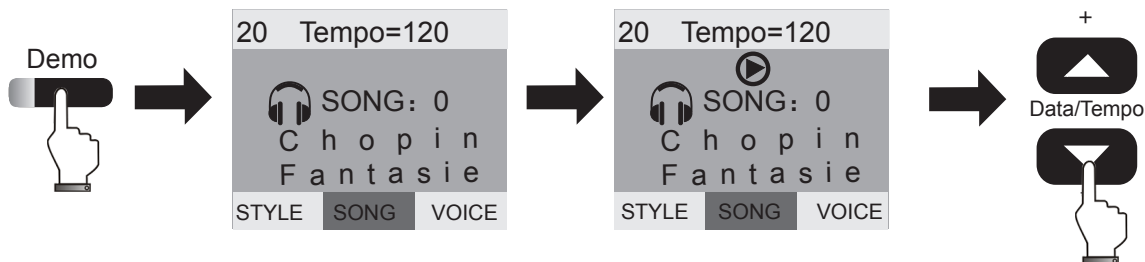 Demo
20 Tempo=120
SONG: 0
Chopin
Fantasie
STYLE SONG VOICE
20 Tempo=120
SONG: 0
Chopin
Fantasie
STYLE SONG VOICE
+
Data/Tempo